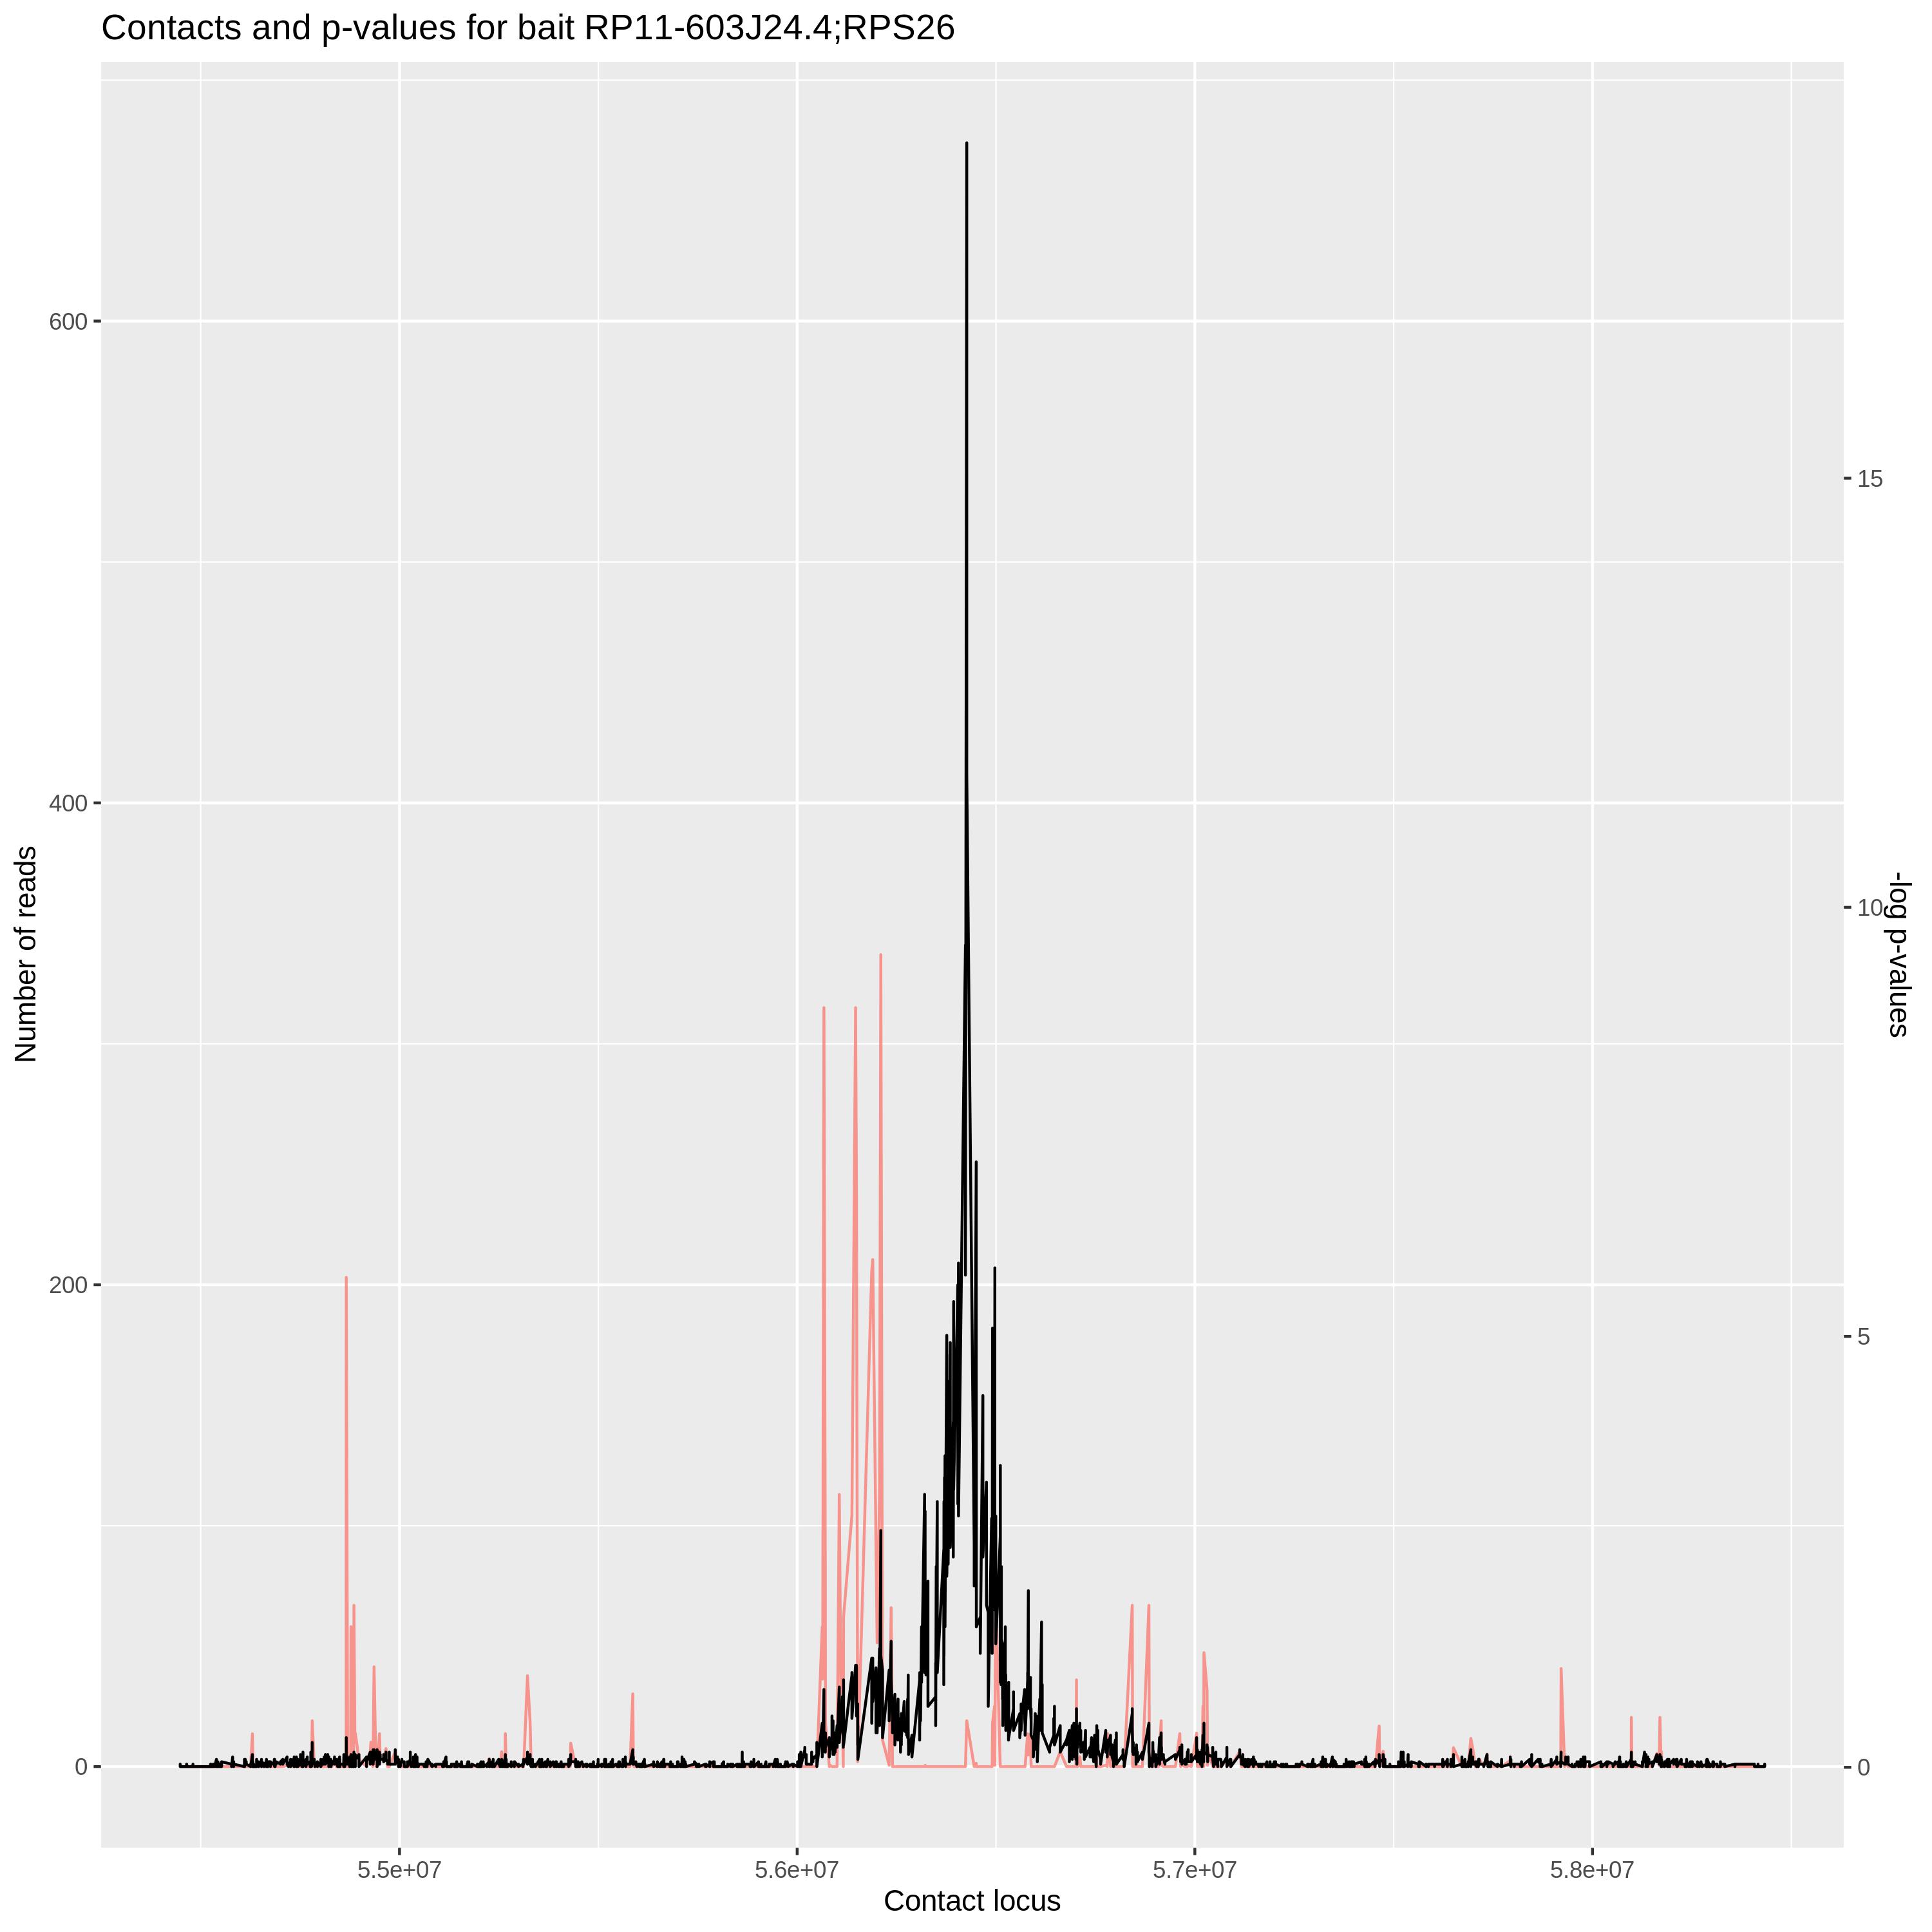 Contacts and p-values for bait RP11-603J24.4;RPS26
600
400
200
0
Number of reads
15
10
5
0
-log p-values
5.5e+07
5.6e+07
5.7e+07
5.8e+07
Contact locus